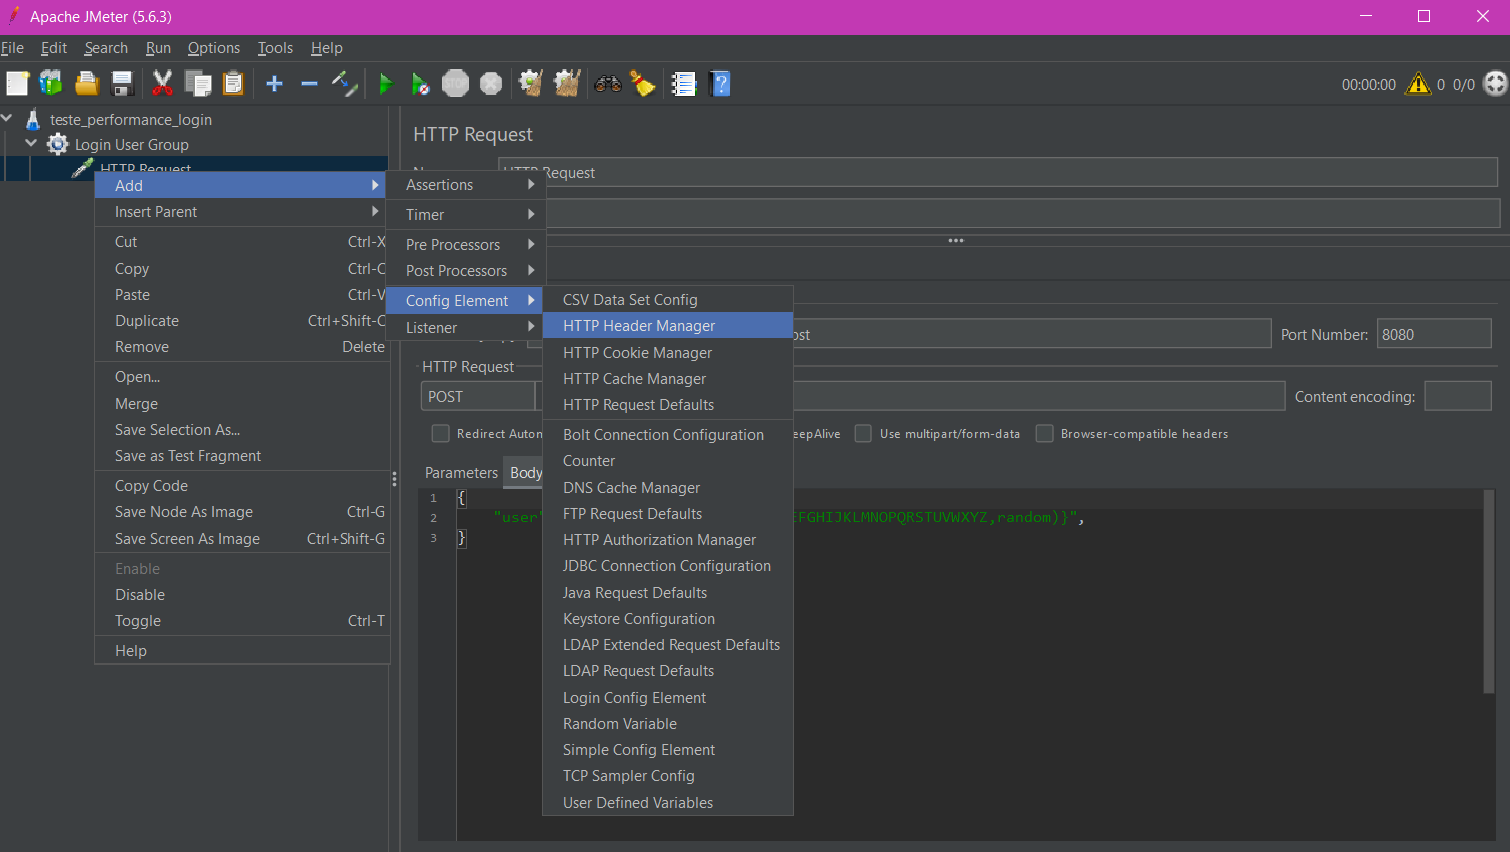 Apache JMeter (5.6.3)
File Edit Search Run Options Tools Help
STOP
00:00:00 0 0/0
teste_performance_login
Login User Group
HTTP Request
Add
Insert Parent
Cut Ctrl-X
Copy Ctrl-C
Paste Ctrl-V
Duplicate Ctrl+Shift-C
Remove Delete
Open...
Merge
Save Selection As...
Save as Test Fragment
Copy Code
Save Node As Image Ctrl-G
Save Screen As Image Ctrl+Shift-G
Enable
Disable
Toggle Ctrl-T
Help
Assertions
Timer
Pre Processors
Post Processors
Config Element
Listener
CSV Data Set Config
HTTP Header Manager
HTTP Cookie Manager
HTTP Cache Manager
HTTP Request Defaults
Bolt Connection Configuration
Counter
DNS Cache Manager
FTP Request Defaults
HTTP Authorization Manager
JDBC Connection Configuration
Java Request Defaults
Keystore Configuration
LDAP Extended Request Defaults
LDAP Request Defaults
Login Config Element
Random Variable
Simple Config Element
TCP Sampler Config
User Defined Variables
HTTP Request
HTTP Request
ost Port Number: 8080
HTTP Request
POST Content encoding:
Redirect Auton eepAlive Use multipart/form-data Browser-compatible headers
Parameters Body
1 {
2 "user" EFGHIJKLMNOPQRSTUVWXYZ,random)}",
3 }